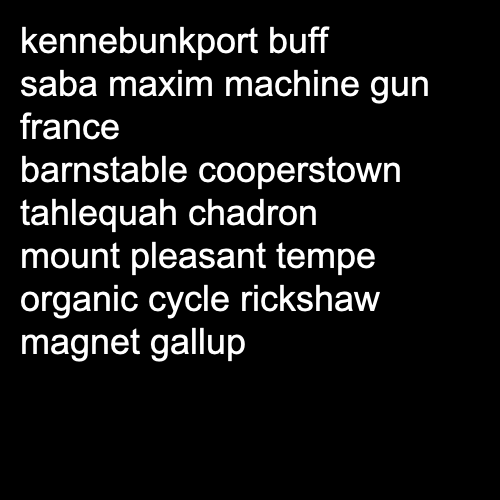 kennebunkport buff
saba maxim machine gun
france
barnstable cooperstown
tahlequah chadron
mount pleasant tempe
organic cycle rickshaw
magnet gallup